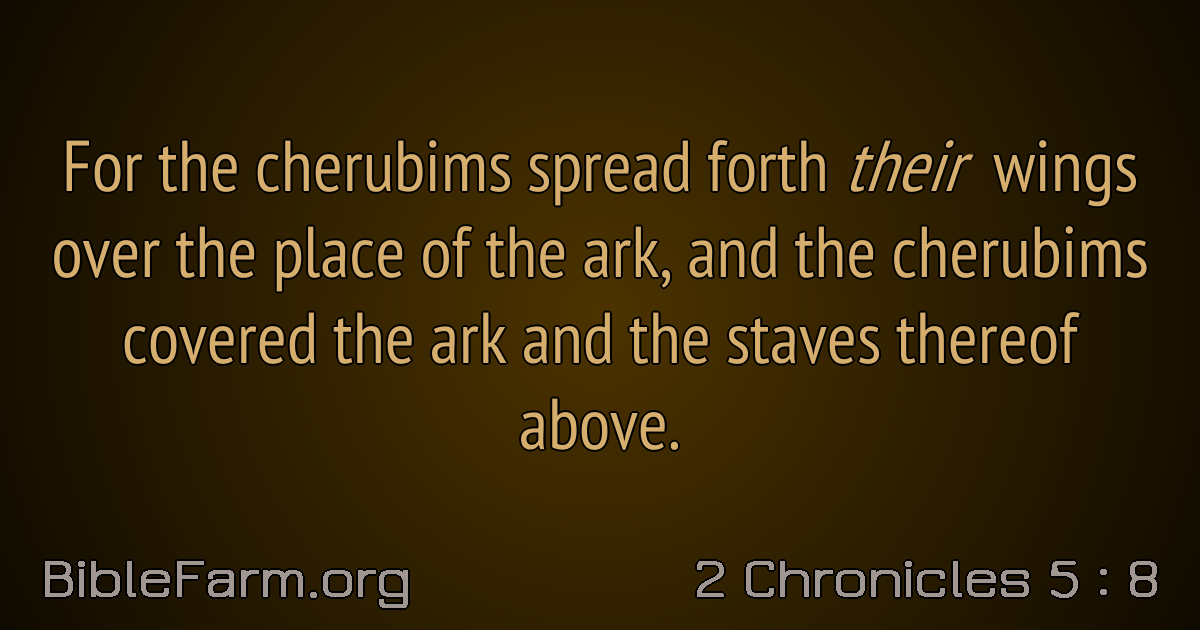 For the cherubims spread forth their wings
over the place of the ark, and the cherubims
covered the ark and the staves thereof
above.
BibleFarm.org
2 Chronicles 5 : 8